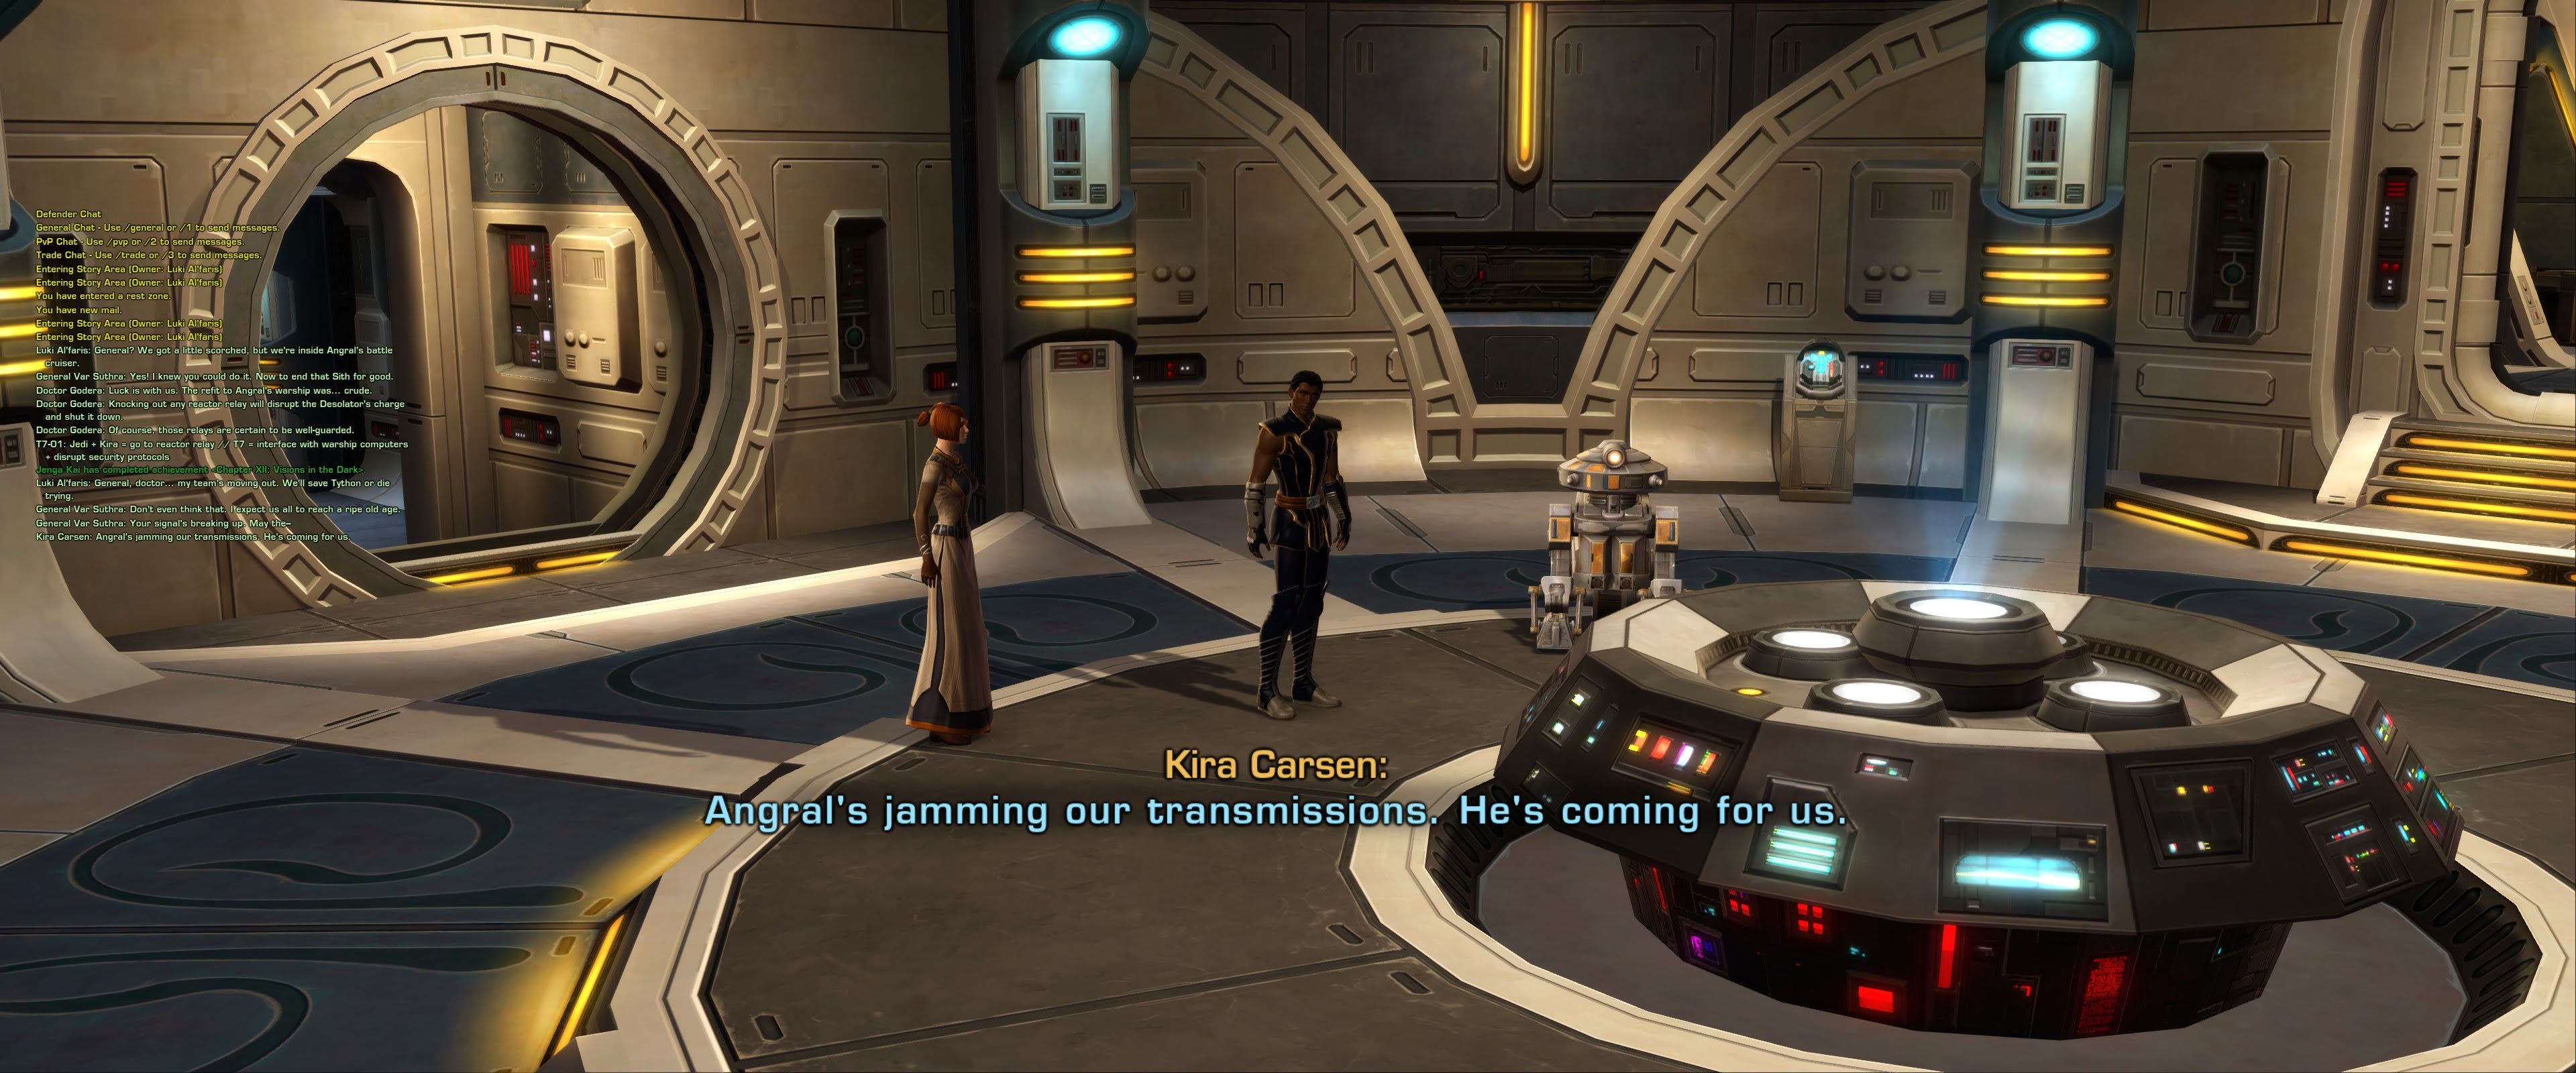 Defender Chat
General Chat - Use /general or /1 to send messages.
PvP Chat - Use /pvp or /2 to send messages.
Trade Chat - Use /trade or /3 to send messages.
Entering Story Area (Owner: Luki Al'faris)
Entering Story Area (Owner: Luki Al'faris)
You have entered a rest zone.
You have new mail.
Entering Story Area (Owner: Luki Al'faris)
Entering Story Area (Owner: Luki Al'faris)
Luki Al'faris: General? We got a little scorched, but we're inside Angral's battle
cruiser.
General Var Suthra: Yes! I knew you could do it. Now to end that Sith for good.
Doctor Godera: Luck is with us. The refit to Angral's warship was... crude.
Doctor Godera: Knocking out any reactor relay will disrupt the Desolator's charge
and shut it down.
Doctor Godera: Of course, those relays are certain to be well-guarded.
T7-01: Jedi + Kira = go to reactor relay // T7 = interface with warship computers
+ disrupt security protocols
Jenga Kai has completed achievement <Chapter XII: Visions in the Dark>
Luki Al'faris: General, doctor... my team's moving out. We'll save Tython or die
trying.
General Var Suthra: Don't even think that. I expect us all to reach a ripe old age.
General Var Suthra: Your signal's breaking up. May the–
Kira Carsen: Angral's jamming our transmissions. He's coming for us.
Kira Carsen:
Angral's jamming our transmissions. He's coming for us.